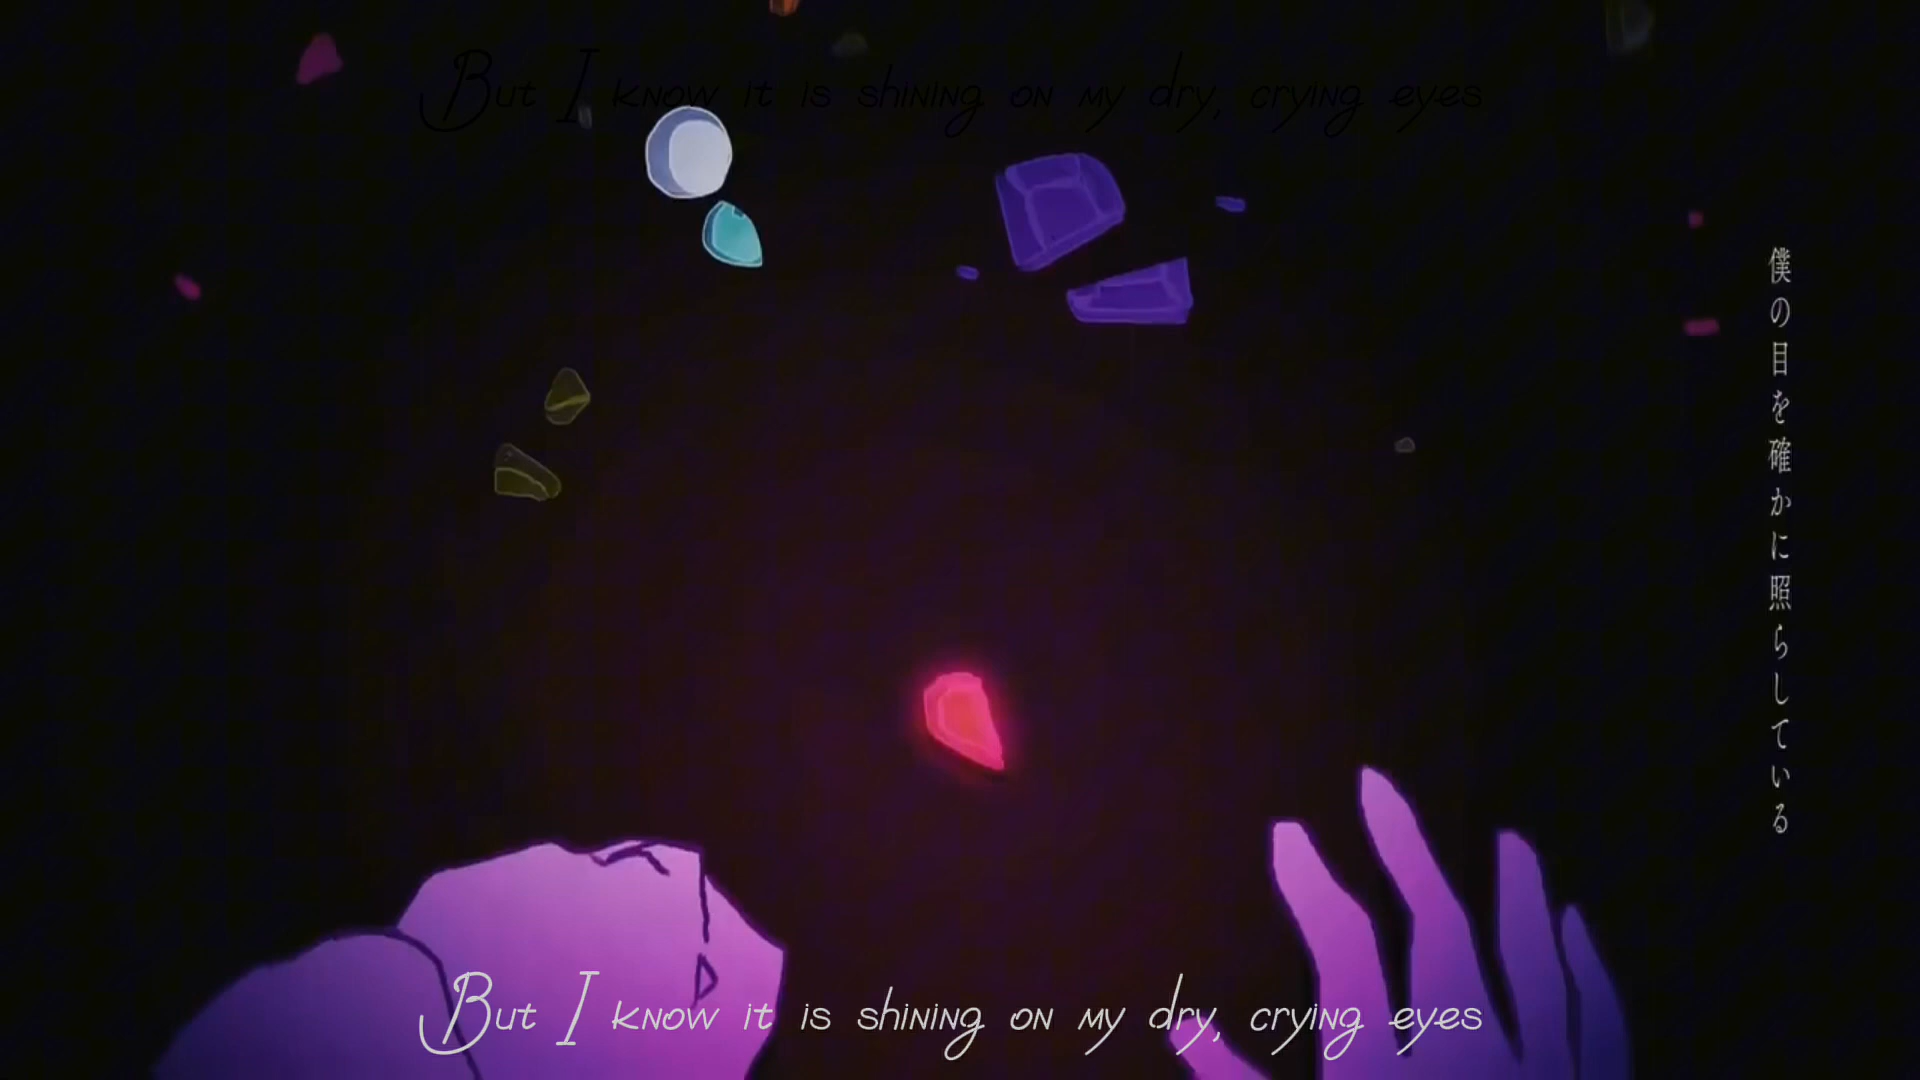 But I know it is shining on my dry, crying eyes
僕の目を確かに照らしている
But I know it is shining on my dry, crying eyes